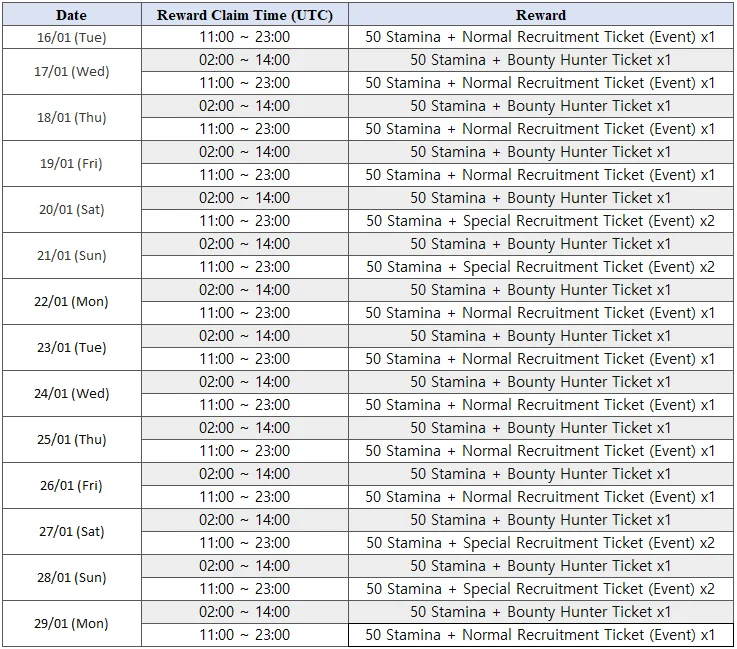 Date Reward Claim Time (UTC) Reward
16/01 (Tue) 11:00 ~ 23:00 50 Stamina + Normal Recruitment Ticket (Event) x1
17/01 (Wed) 02:00 ~ 14:00 50 Stamina + Bounty Hunter Ticket x1
11:00 ~ 23:00 50 Stamina + Normal Recruitment Ticket (Event) x1
18/01 (Thu) 02:00 ~ 14:00 50 Stamina + Bounty Hunter Ticket x1
11:00 ~ 23:00 50 Stamina + Normal Recruitment Ticket (Event) x1
19/01 (Fri) 02:00 ~ 14:00 50 Stamina + Bounty Hunter Ticket x1
11:00 ~ 23:00 50 Stamina + Normal Recruitment Ticket (Event) x1
20/01 (Sat) 02:00 ~ 14:00 50 Stamina + Bounty Hunter Ticket x1
11:00 ~ 23:00 50 Stamina + Special Recruitment Ticket (Event) x2
21/01 (Sun) 02:00 ~ 14:00 50 Stamina + Bounty Hunter Ticket x1
11:00 ~ 23:00 50 Stamina + Special Recruitment Ticket (Event) x2
22/01 (Mon) 02:00 ~ 14:00 50 Stamina + Bounty Hunter Ticket x1
11:00 ~ 23:00 50 Stamina + Normal Recruitment Ticket (Event) x1
23/01 (Tue) 02:00 ~ 14:00 50 Stamina + Bounty Hunter Ticket x1
11:00 ~ 23:00 50 Stamina + Normal Recruitment Ticket (Event) x1
24/01 (Wed) 02:00 ~ 14:00 50 Stamina + Bounty Hunter Ticket x1
11:00 ~ 23:00 50 Stamina + Normal Recruitment Ticket (Event) x1
25/01 (Thu) 02:00 ~ 14:00 50 Stamina + Bounty Hunter Ticket x1
11:00 ~ 23:00 50 Stamina + Normal Recruitment Ticket (Event) x1
26/01 (Fri) 02:00 ~ 14:00 50 Stamina + Bounty Hunter Ticket x1
11:00 ~ 23:00 50 Stamina + Normal Recruitment Ticket (Event) x1
27/01 (Sat) 02:00 ~ 14:00 50 Stamina + Bounty Hunter Ticket x1
11:00 ~ 23:00 50 Stamina + Special Recruitment Ticket (Event) x2
28/01 (Sun) 02:00 ~ 14:00 50 Stamina + Bounty Hunter Ticket x1
11:00 ~ 23:00 50 Stamina + Special Recruitment Ticket (Event) x2
29/01 (Mon) 02:00 ~ 14:00 50 Stamina + Bounty Hunter Ticket x1
11:00 ~ 23:00 50 Stamina + Normal Recruitment Ticket (Event) x1